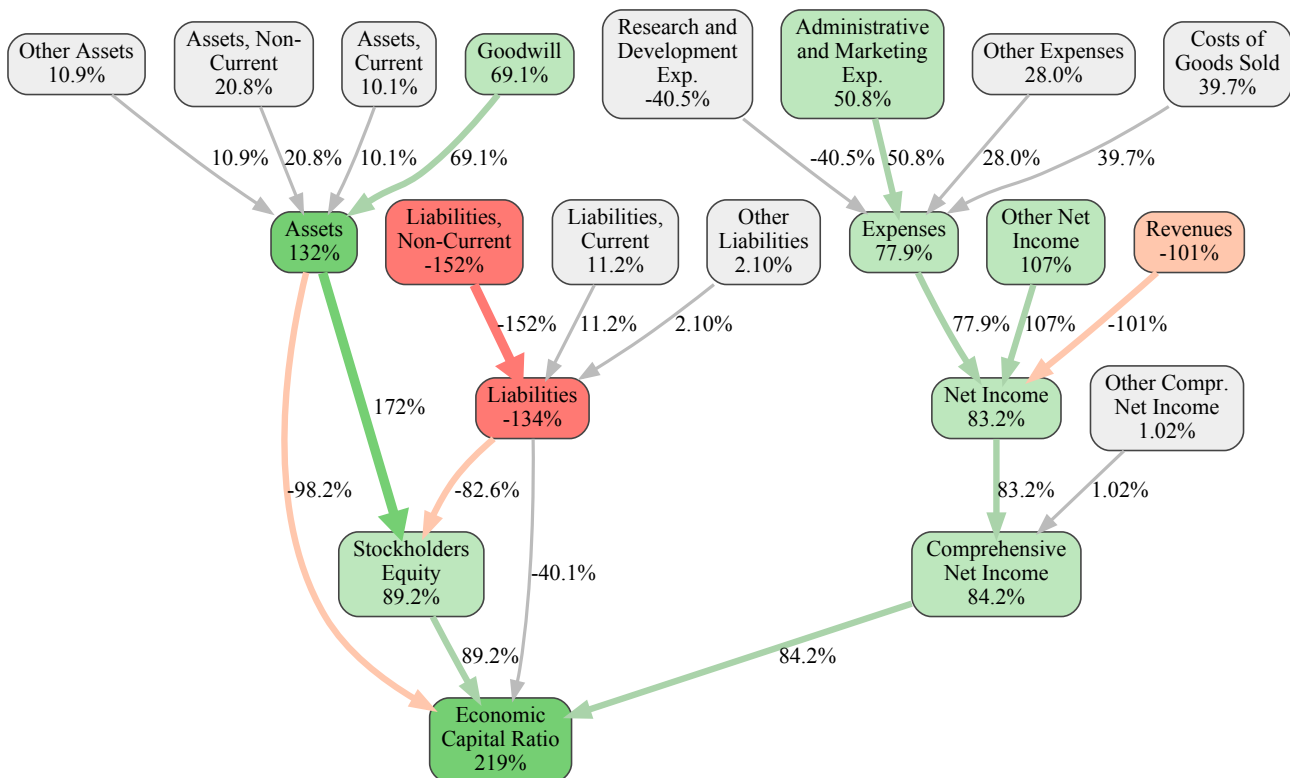 Other Assets
10.9%
Assets, Non-
Current
20.8%
Assets,
Current
10.1%
Goodwill
69.1%
Research and
Development
Exp.
-40.5%
Administrative
and Marketing
Exp.
50.8%
Other Expenses
28.0%
Costs of
Goods Sold
39.7%
10.9%
20.8%
10.1%
69.1%
-40.5%
50.8%
28.0%
39.7%
Assets
132%
Liabilities,
Non-Current
-152%
Liabilities,
Current
11.2%
Other
Liabilities
2.10%
Expenses
77.9%
Other Net
Income
107%
Revenues
-101%
-152%
11.2%
2.10%
77.9%
107%
-101%
172%
Liabilities
-134%
Net Income
83.2%
Other Compr.
Net Income
1.02%
-98.2%
-82.6%
83.2%
1.02%
Stockholders
Equity
89.2%
-40.1%
Comprehensive
Net Income
84.2%
89.2%
84.2%
Economic
Capital Ratio
219%